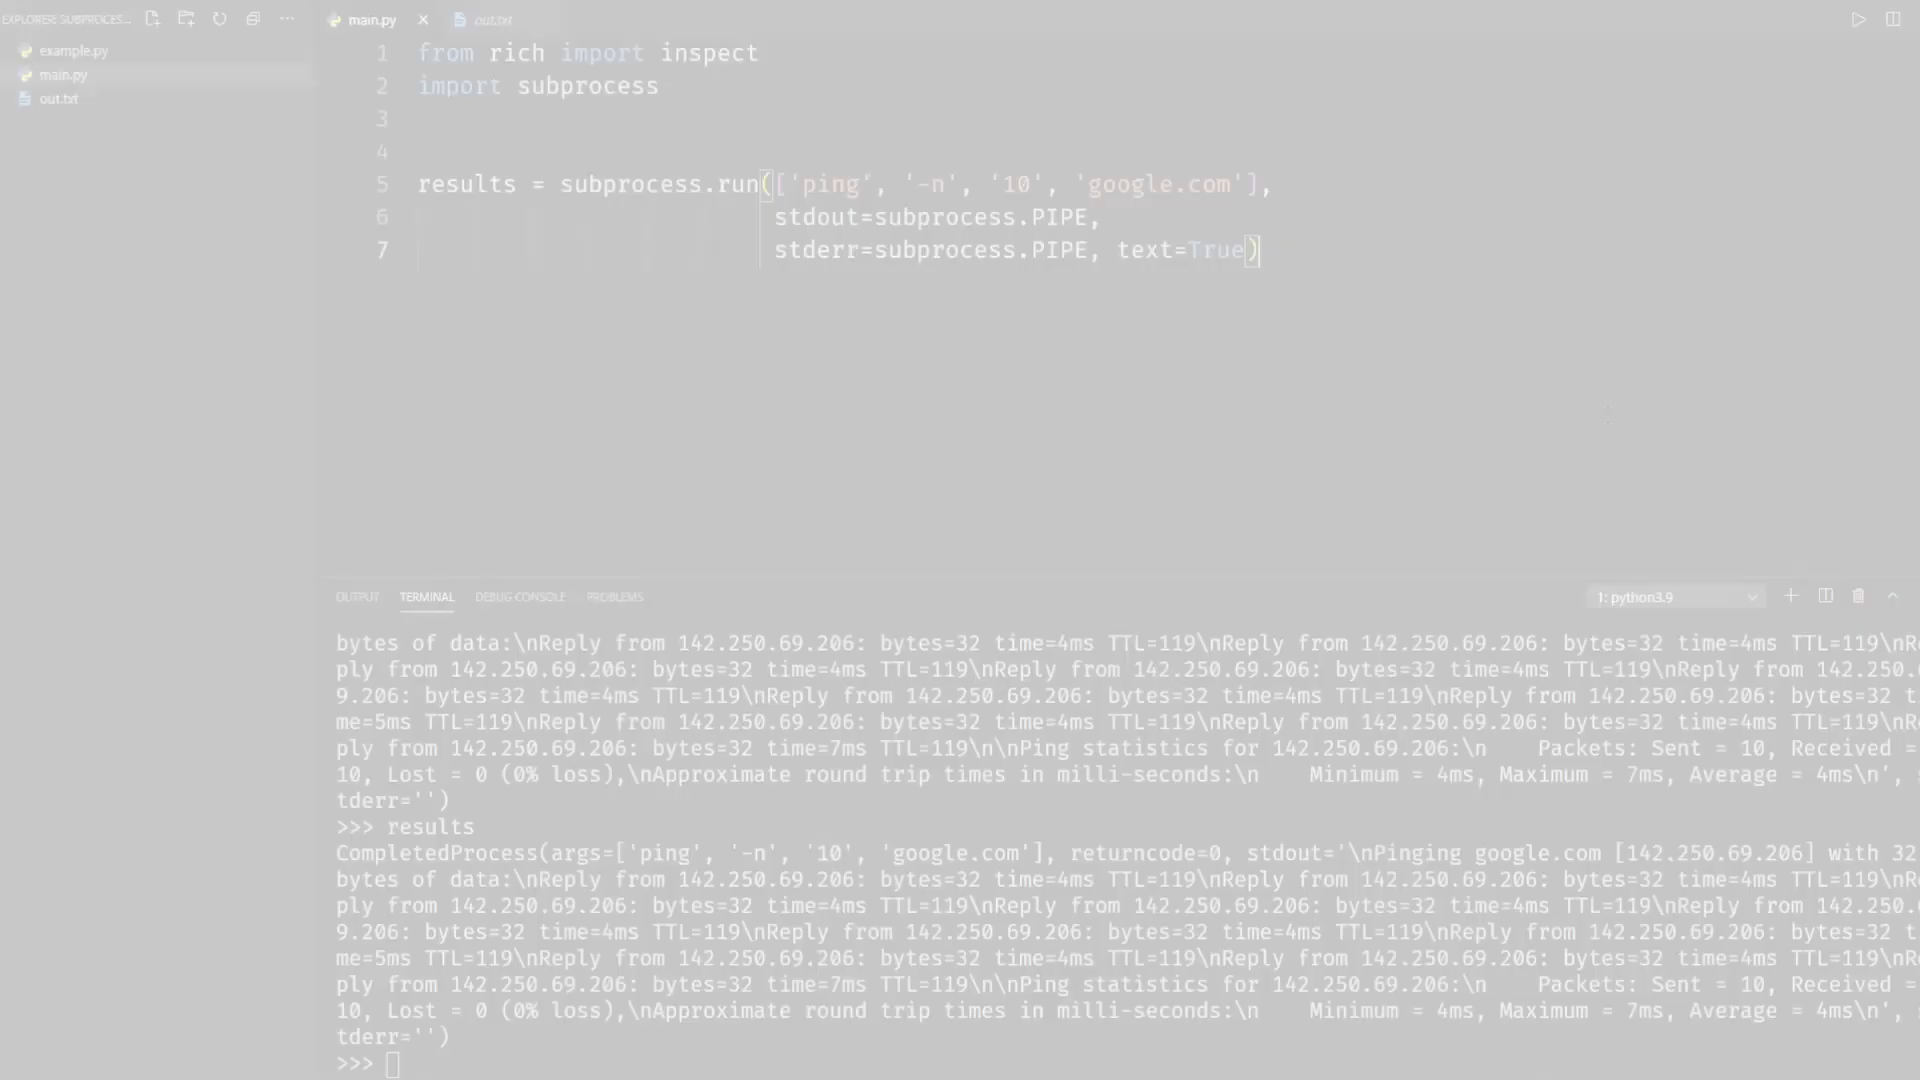 EXPLORER: SUBPROCES...
example.py
main.py
out.txt
main.py
out.txt
1 from rich import inspect
2 import subprocess
3
4
5 results = subprocess.run(['ping', '-n', '10', 'google.com'],
6 stdout=subprocess.PIPE,
7 stderr=subprocess.PIPE, text=True)
OUTPUT TERMINAL DEBUG CONSOLE PROBLEMS 1: python3.9
bytes of data:\nReply from 142.250.69.206: bytes=32 time=4ms TTL=119\nReply from 142.250.69.206: bytes=32 time=4ms TTL=119\nRe
ply from 142.250.69.206: bytes=32 time=4ms TTL=119\nReply from 142.250.69.206: bytes=32 time=4ms TTL=119\nReply from 142.250.
9.206: bytes=32 time=4ms TTL=119\nReply from 142.250.69.206: bytes=32 time=4ms TTL=119\nReply from 142.250.69.206: bytes=32 t
me=5ms TTL=119\nReply from 142.250.69.206: bytes=32 time=4ms TTL=119\nReply from 142.250.69.206: bytes=32 time=4ms TTL=119\nRe
ply from 142.250.69.206: bytes=32 time=7ms TTL=119\n\nPing statistics for 142.250.69.206:\n    Packets: Sent = 10, Received =
10, Lost = 0 (0% loss),\nApproximate round trip times in milli-seconds:\n    Minimum = 4ms, Maximum = 7ms, Average = 4ms\n', s
tderr='')
>>> results
CompletedProcess(args=['ping', '-n', '10', 'google.com'], returncode=0, stdout='\nPinging google.com [142.250.69.206] with 32
bytes of data:\nReply from 142.250.69.206: bytes=32 time=4ms TTL=119\nReply from 142.250.69.206: bytes=32 time=4ms TTL=119\nRe
ply from 142.250.69.206: bytes=32 time=4ms TTL=119\nReply from 142.250.69.206: bytes=32 time=4ms TTL=119\nReply from 142.250.
9.206: bytes=32 time=4ms TTL=119\nReply from 142.250.69.206: bytes=32 time=4ms TTL=119\nReply from 142.250.69.206: bytes=32 t
me=5ms TTL=119\nReply from 142.250.69.206: bytes=32 time=4ms TTL=119\nReply from 142.250.69.206: bytes=32 time=4ms TTL=119\nRe
ply from 142.250.69.206: bytes=32 time=7ms TTL=119\n\nPing statistics for 142.250.69.206:\n    Packets: Sent = 10, Received =
10, Lost = 0 (0% loss),\nApproximate round trip times in milli-seconds:\n    Minimum = 4ms, Maximum = 7ms, Average = 4ms\n', s
tderr='')
>>>